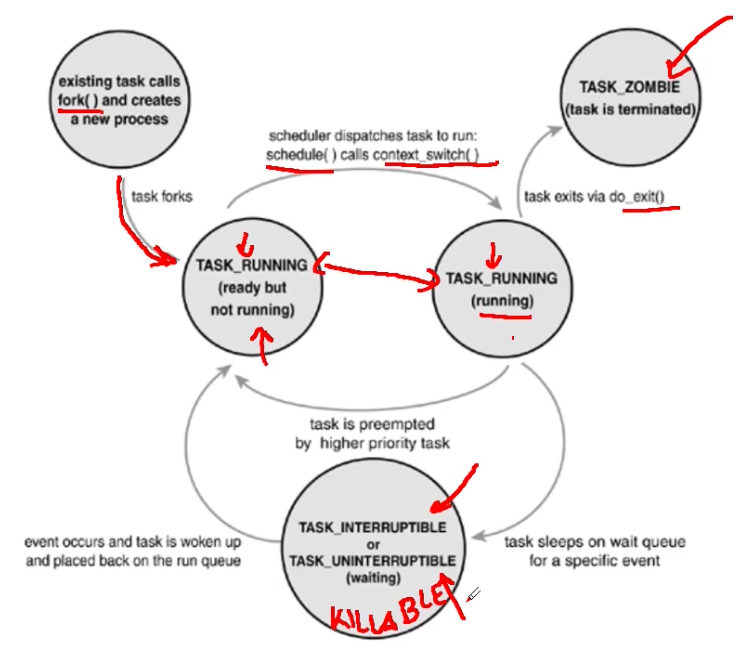 existing task calls
fork( ) and creates
a new process
TASK_ZOMBIE
(task is terminated)
scheduler dispatches task to run:
schedule( ) calls context_switch( )
task forks
task exits via do_exit()
TASK_RUNNING
(ready but
not running)
TASK_RUNNING
(running)
task is preempted
by higher priority task
event occurs and task is woken up
and placed back on the run queue
TASK_INTERRUPTIBLE
or
TASK_UNINTERRUPTIBLE
(waiting)
KILLABLE
task sleeps on wait queue
for a specific event